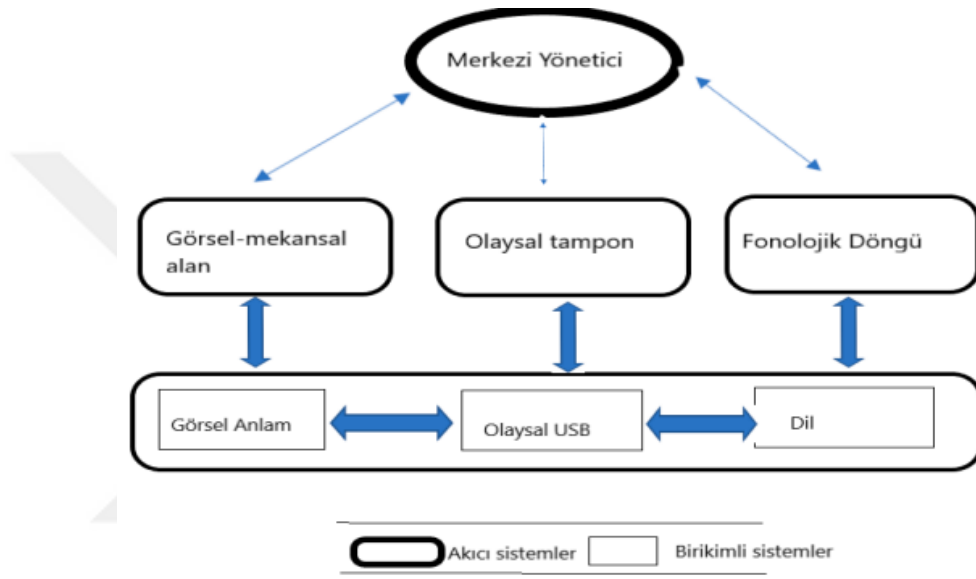 Merkezi Yönetici
Görsel-mekansal
alan
Olaysal tampon
Fonolojik Döngü
Görsel Anlam
Olaysal USB
Dil
Akıcı sistemler
Birikimli sistemler